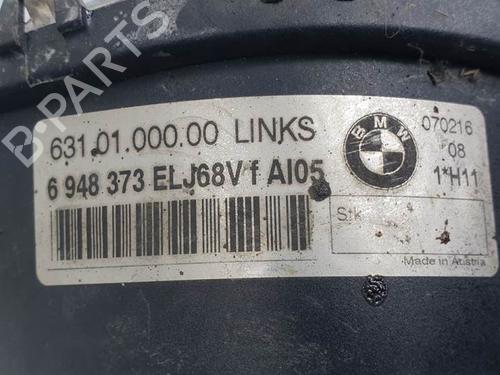 B-PARTS
631.01.000.00 LINKS
6 948 373 ELJ68V f AI05
BMW
070216
08
1*H11
Stk
Made in Austria